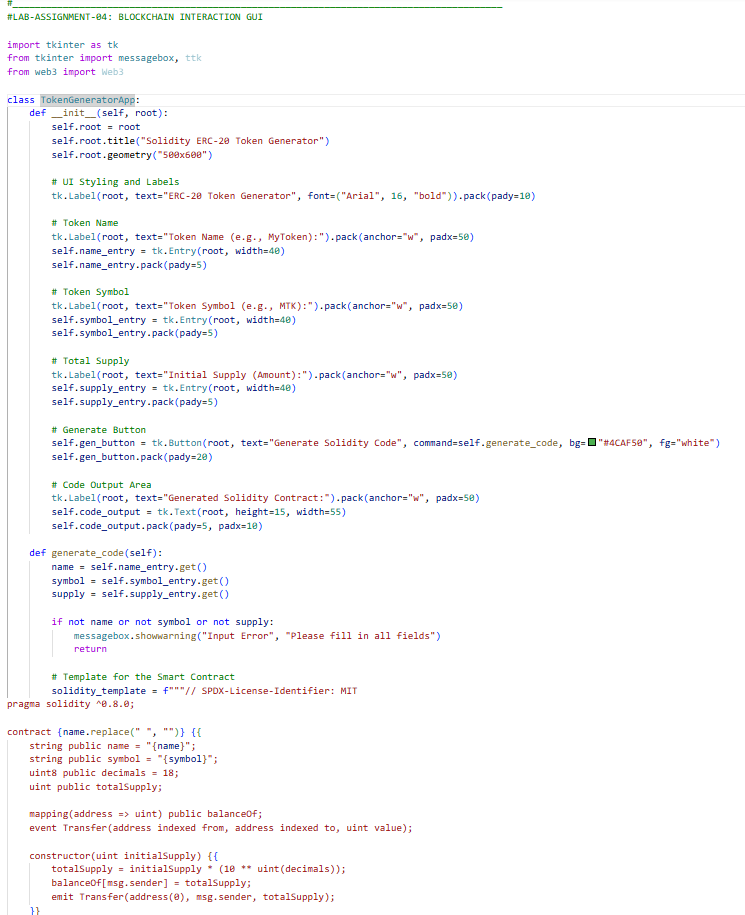 #_______________________________________________________________________________
#LAB-ASSIGNMENT-04: BLOCKCHAIN INTERACTION GUI
import tkinter as tk
from tkinter import messagebox, ttk
from web3 import Web3
class TokenGeneratorApp:
def __init__(self, root):
self.root = root
self.root.title("Solidity ERC-20 Token Generator")
self.root.geometry("500x600")
# UI Styling and Labels
tk.Label(root, text="ERC-20 Token Generator", font=("Arial", 16, "bold")).pack(pady=10)
# Token Name
tk.Label(root, text="Token Name (e.g., MyToken):").pack(anchor="w", padx=50)
self.name_entry = tk.Entry(root, width=40)
self.name_entry.pack(pady=5)
# Token Symbol
tk.Label(root, text="Token Symbol (e.g., MTK):").pack(anchor="w", padx=50)
self.symbol_entry = tk.Entry(root, width=40)
self.symbol_entry.pack(pady=5)
# Total Supply
tk.Label(root, text="Initial Supply (Amount):").pack(anchor="w", padx=50)
self.supply_entry = tk.Entry(root, width=40)
self.supply_entry.pack(pady=5)
# Generate Button
self.gen_button = tk.Button(root, text="Generate Solidity Code", command=self.generate_code, bg="#4CAF50", fg="white")
self.gen_button.pack(pady=20)
# Code Output Area
tk.Label(root, text="Generated Solidity Contract:").pack(anchor="w", padx=50)
self.code_output = tk.Text(root, height=15, width=55)
self.code_output.pack(pady=5, padx=10)
def generate_code(self):
name = self.name_entry.get()
symbol = self.symbol_entry.get()
supply = self.supply_entry.get()
if not name or not symbol or not supply:
messagebox.showwarning("Input Error", "Please fill in all fields")
return
# Template for the Smart Contract
solidity_template = f"""// SPDX-License-Identifier: MIT
pragma solidity ^0.8.0;
contract {name.replace(" ", "")} {{
string public name = "{name}";
string public symbol = "{symbol}";
uint8 public decimals = 18;
uint public totalSupply;
mapping(address => uint) public balanceOf;
event Transfer(address indexed from, address indexed to, uint value);
constructor(uint initialSupply) {{
totalSupply = initialSupply * (10 ** uint(decimals));
balanceOf[msg.sender] = totalSupply;
emit Transfer(address(0), msg.sender, totalSupply);
}}